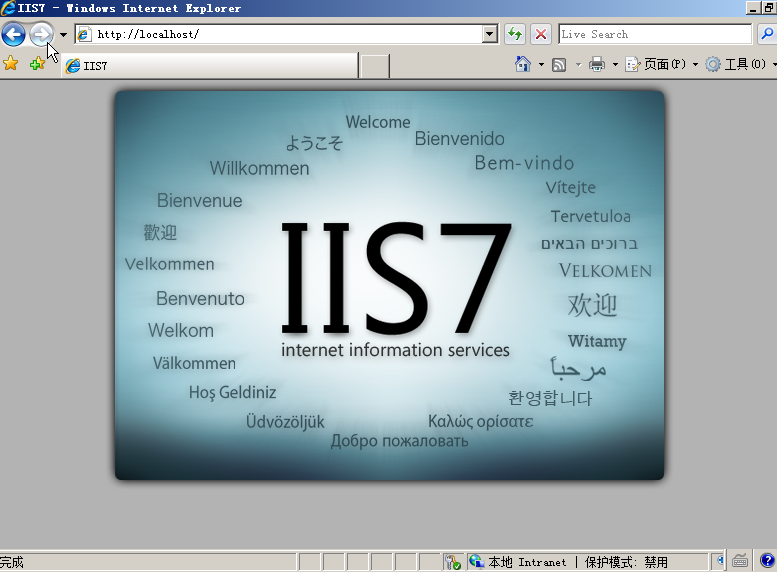 IIS7 - Windows Internet Explorer
http://localhost/
Live Search
IIS7
页面(P)
工具(O)
Welcome
ようこそ
Bienvenido
Willkommen
Bem-vindo
Bienvenue
Vítejte
歡迎
Tervetuloa
Velkommen
ברוכים הבאים
VELKOMEN
Benvenuto
欢迎
Welkom
Witamy
Välkommen
مرحباً
Hoş Geldiniz
환영합니다
Üdvözöljük
Καλώς ορίσατε
Добро пожаловать
IIS7
internet information services
完成
本地 Intranet | 保护模式: 禁用